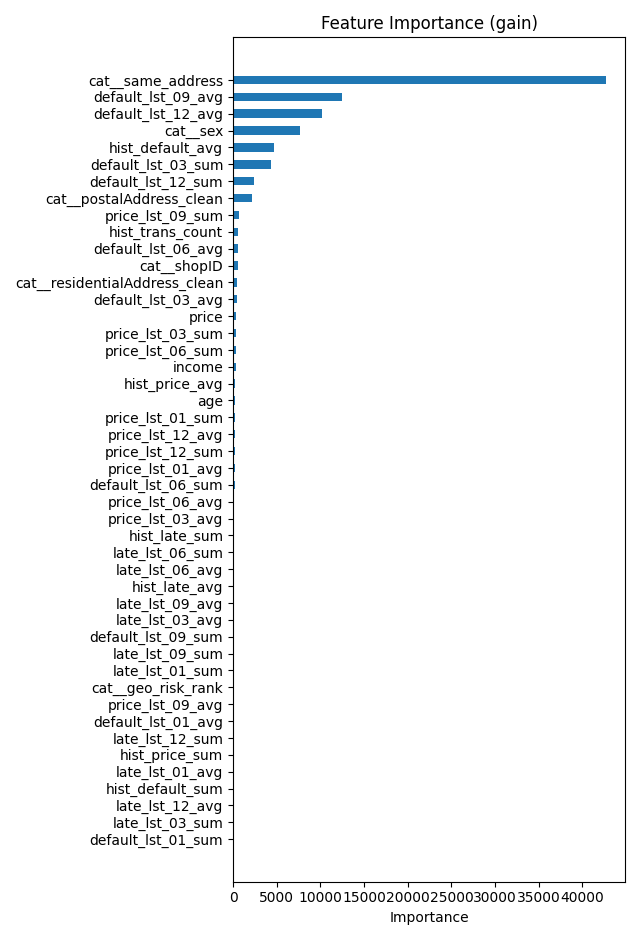 Feature Importance (gain)
cat__same_address
default_lst_09_avg
default_lst_12_avg
cat__sex
hist_default_avg
default_lst_03_sum
default_lst_12_sum
cat__postalAddress_clean
price_lst_09_sum
hist_trans_count
default_lst_06_avg
cat__shopID
cat__residentialAddress_clean
default_lst_03_avg
price
price_lst_03_sum
price_lst_06_sum
income
hist_price_avg
age
price_lst_01_sum
price_lst_12_avg
price_lst_12_sum
price_lst_01_avg
default_lst_06_sum
price_lst_06_avg
price_lst_03_avg
hist_late_sum
late_lst_06_sum
late_lst_06_avg
hist_late_avg
late_lst_09_avg
late_lst_03_avg
default_lst_09_sum
late_lst_09_sum
late_lst_01_sum
cat__geo_risk_rank
price_lst_09_avg
default_lst_01_avg
late_lst_12_sum
hist_price_sum
late_lst_01_avg
hist_default_sum
late_lst_12_avg
late_lst_03_sum
default_lst_01_sum
0 5000 10000 15000 20000 25000 30000 35000 40000
Importance